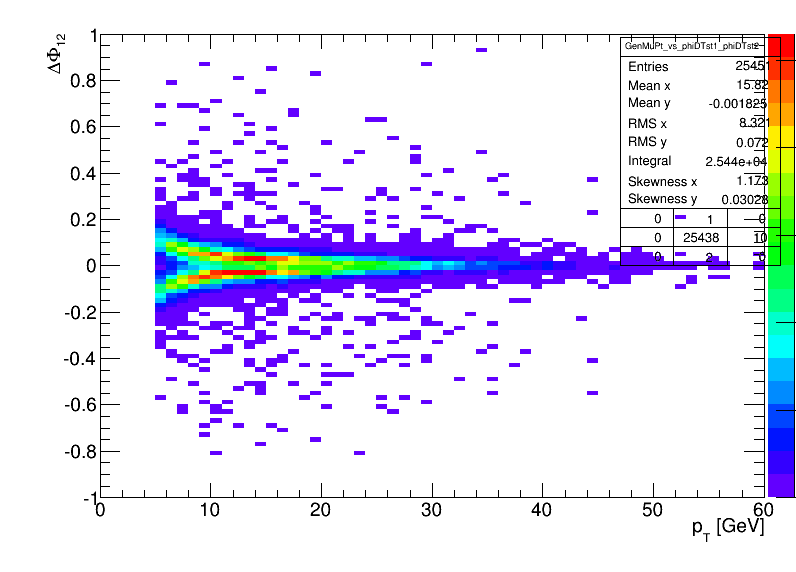 ΔΦ12
1
0.8
0.6
0.4
0.2
0
-0.2
-0.4
-0.6
-0.8
-1
GenMuPt_vs_phiDTst1_phiDTst2
Entries 25451
Mean x 15.82
Mean y -0.001825
RMS x 8.321
RMS y 0.072
Integral 2.544e+04
Skewness x 1.173
Skewness y 0.03028
0 1 0
0 25438 10
0 2 0
0 10 20 30 40 50 60
pT [GeV]